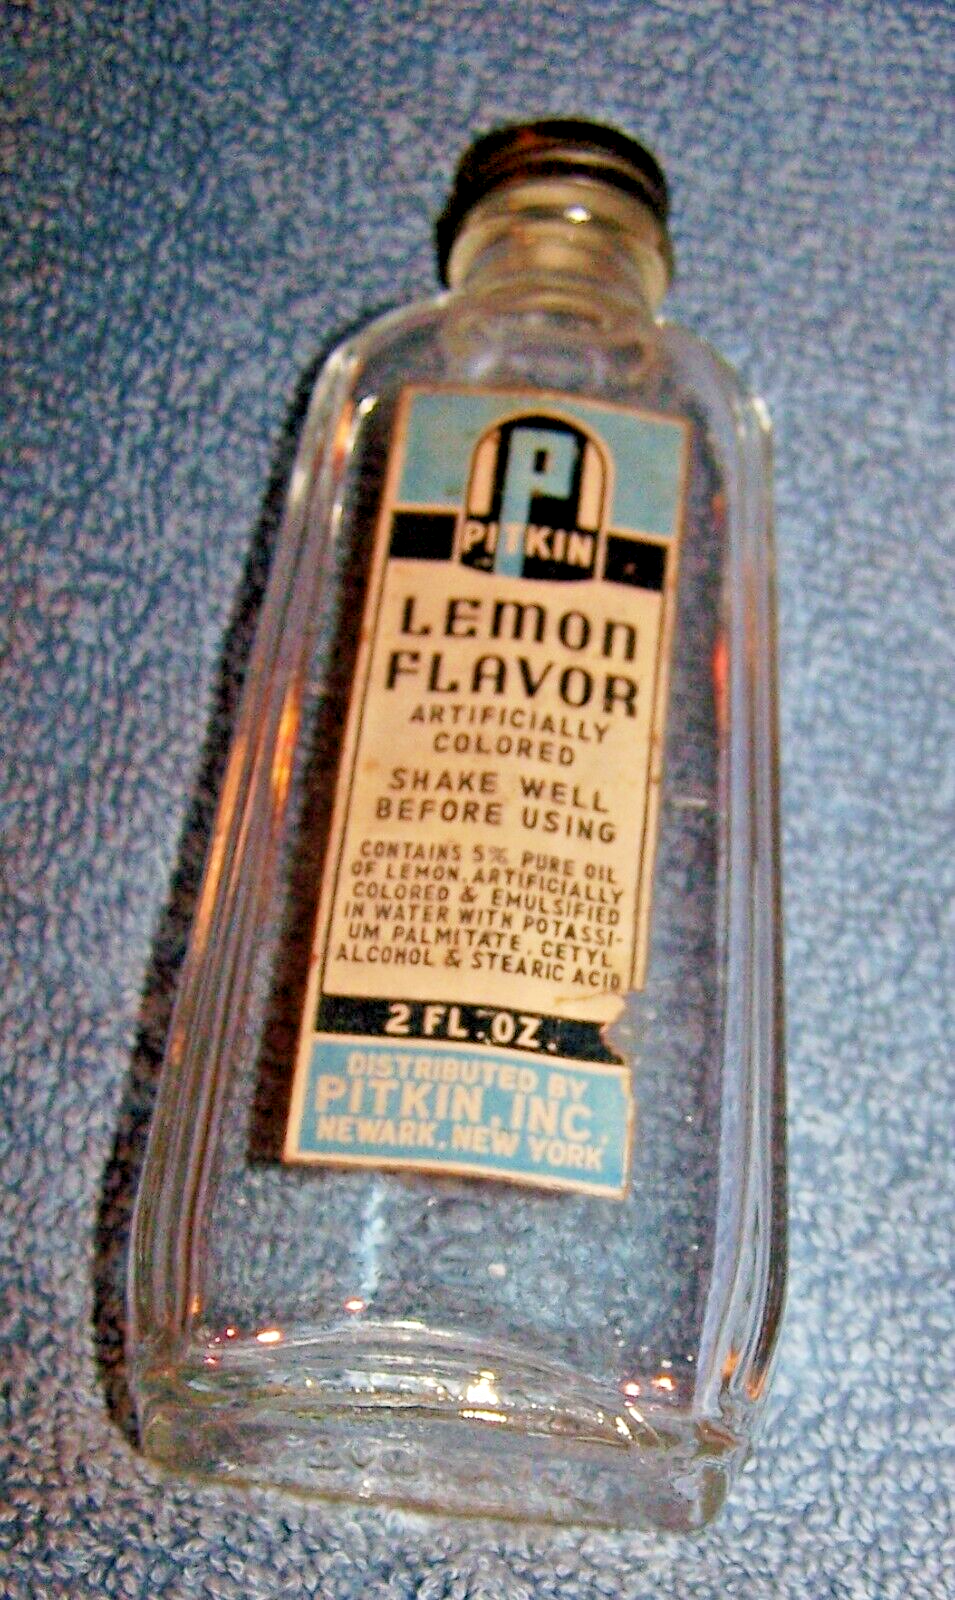 P
PITKIN
LEMON
FLAVOR
ARTIFICIALLY
COLORED
SHAKE WELL
BEFORE USING
CONTAINS 5% PURE OIL
OF LEMON, ARTIFICIALLY
COLORED & EMULSIFIED
IN WATER WITH POTASSI-
UM PALMITATE, CETYL
ALCOHOL & STEARIC ACID
2 FL. OZ.
DISTRIBUTED BY
PITKIN, INC.
NEWARK, NEW YORK